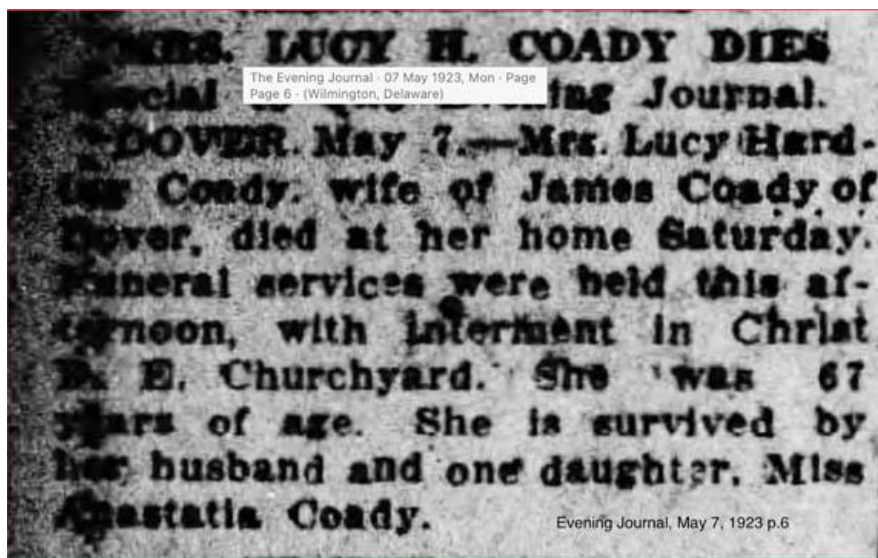 MRS. LUCY H. COADY DIES
The Evening Journal · 07 May 1923, Mon · Page
Page 6 · (Wilmington, Delaware)
Special Evening Journal.
DOVER. May 7.—Mrs. Lucy Hard-
Coady, wife of James Coady of
Dover, died at her home Saturday.
Funeral services were held this af-
ternoon, with interment in Christ
P. E. Churchyard. She was 67
years of age. She is survived by
her husband and one daughter, Miss
Anastatia Coady.
Evening Journal, May 7, 1923 p.6